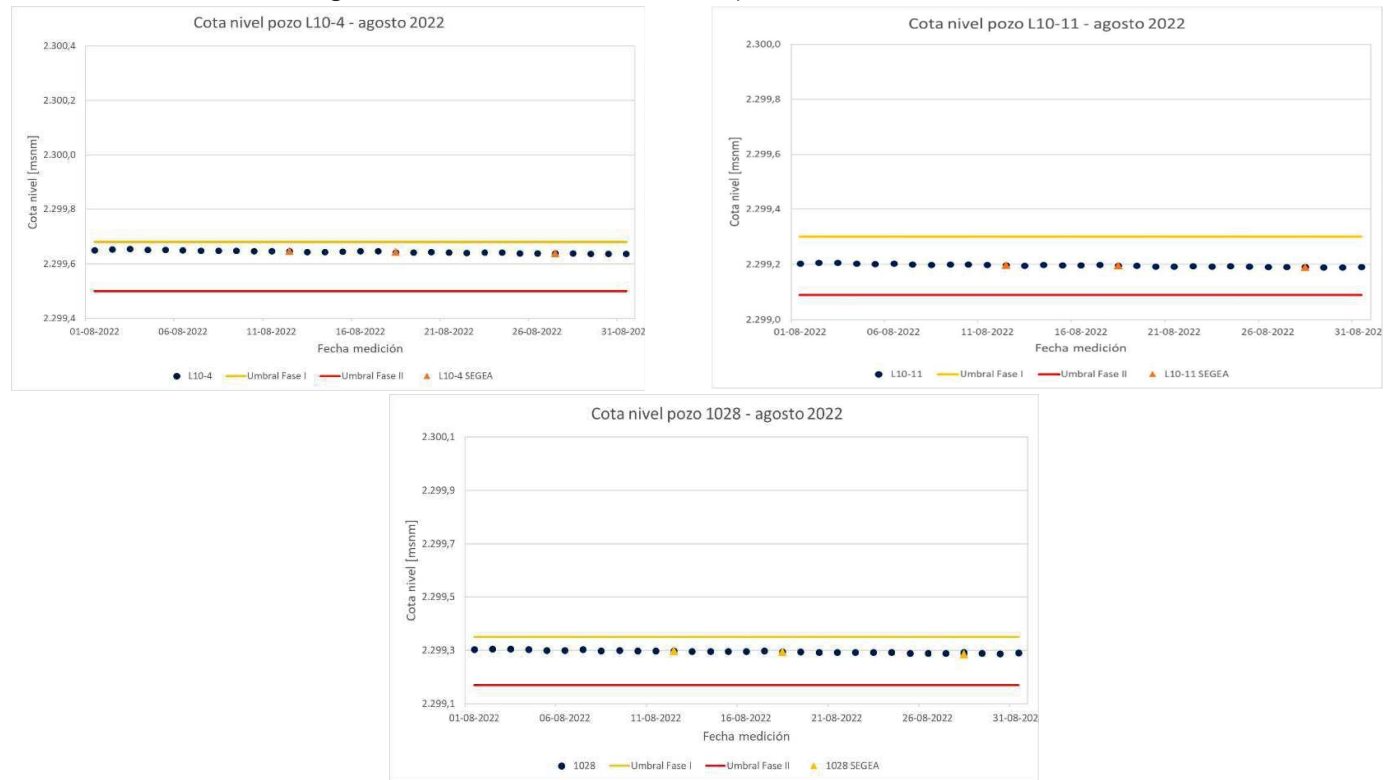 Cota nivel pozo L10-4 - agosto 2022
2.300,4
2.300,2
2.300,0
2.299,8
2.299,6
2.299,4
Cota nivel [msnm]
01-08-2022 06-08-2022 11-08-2022 16-08-2022 21-08-2022 26-08-2022 31-08-202
Fecha medición
L10-4 Umbral Fase I Umbral Fase II L10-4 SEGEA
Cota nivel pozo L10-11 - agosto 2022
2.300,0
2.299,8
2.299,6
2.299,4
2.299,2
2.299,0
Cota nivel [msnm]
01-08-2022 06-08-2022 11-08-2022 16-08-2022 21-08-2022 26-08-2022 31-08-202
Fecha medición
L10-11 Umbral Fase I Umbral Fase II L10-11 SEGEA
Cota nivel pozo 1028 - agosto 2022
2.300,1
2.299,9
2.299,7
2.299,5
2.299,3
2.299,1
Cota nivel [msnm]
01-08-2022 06-08-2022 11-08-2022 16-08-2022 21-08-2022 26-08-2022 31-08-202
Fecha medición
1028 Umbral Fase I Umbral Fase II 1028 SEGEA